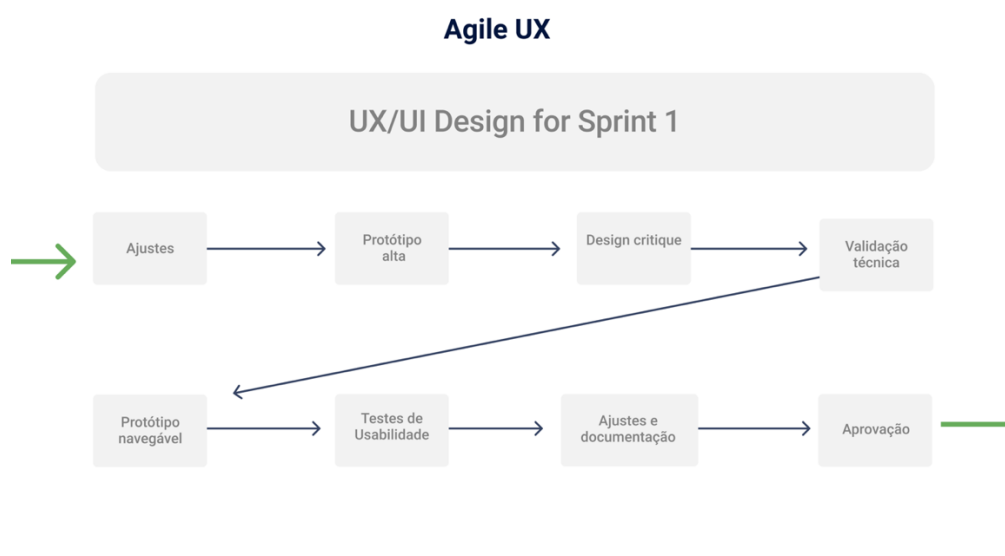 Agile UX
UX/UI Design for Sprint 1
Ajustes
Protótipo
alta
Design critique
Validação
técnica
Protótipo
navegável
Testes de
Usabilidade
Ajustes e
documentação
Aprovação